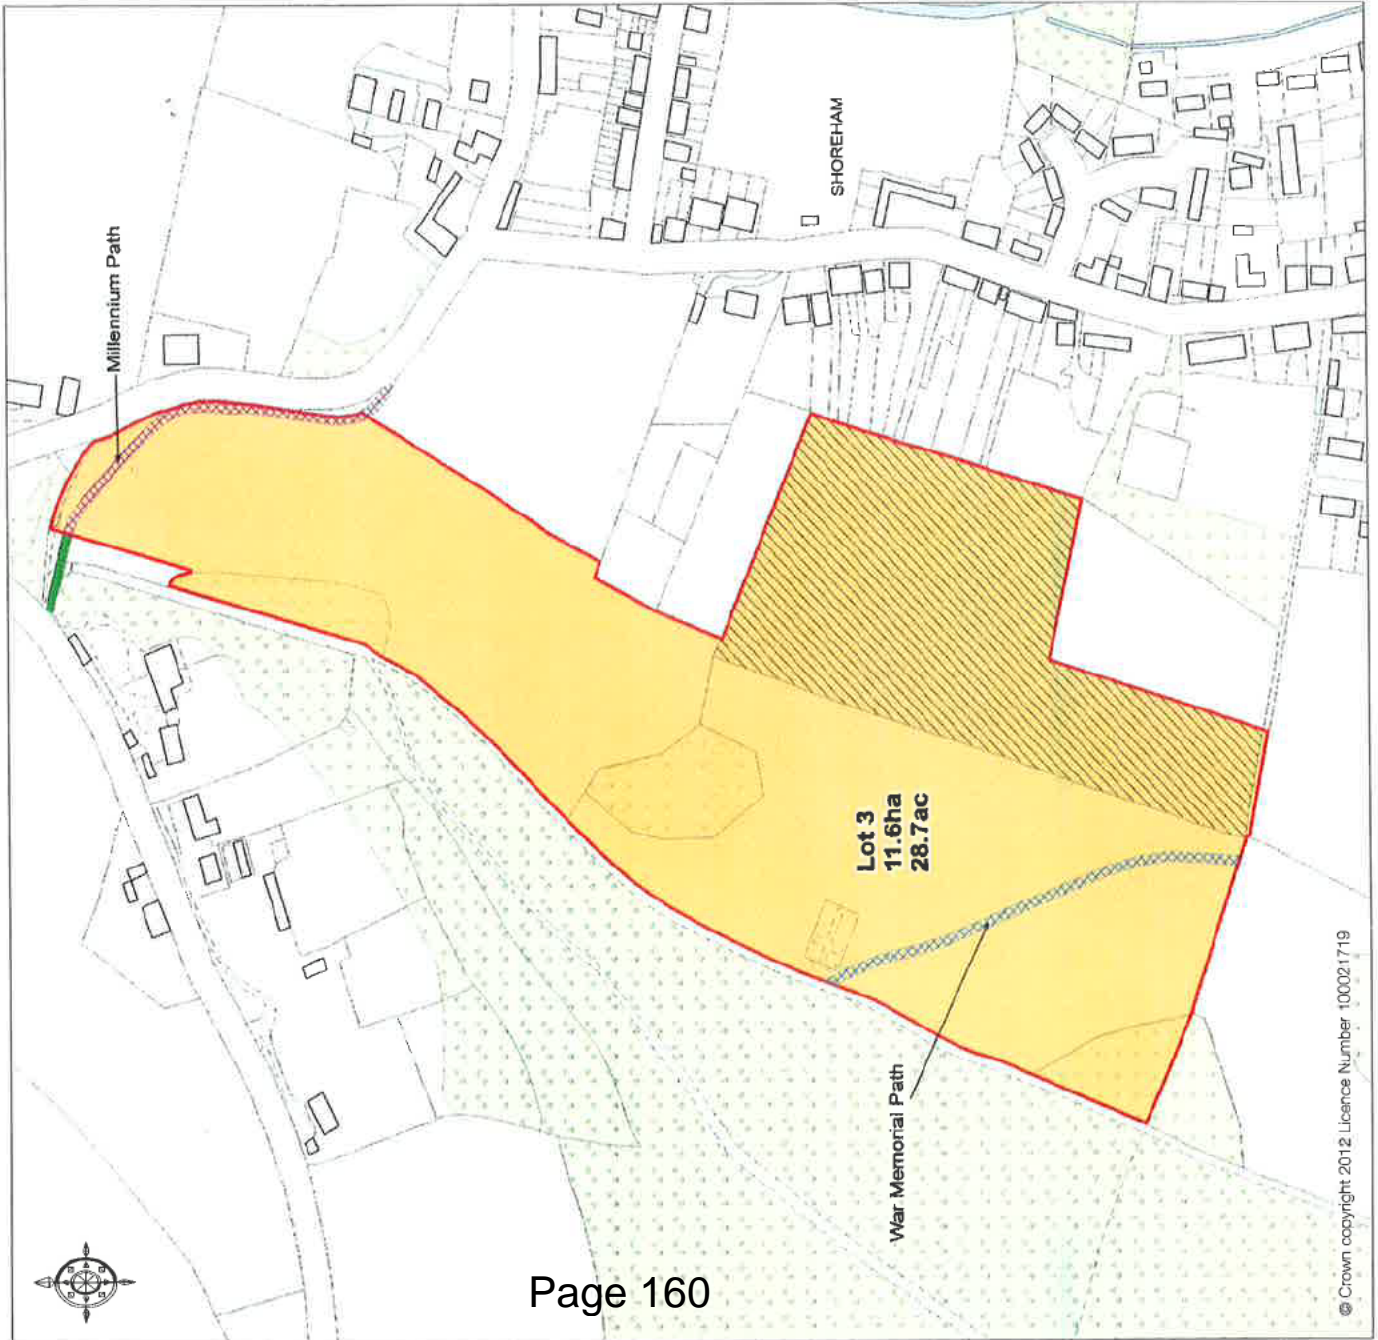 Millennium Path
SHOREHAM
Lot 3
11.6ha
28.7ac
War Memorial Path
© Crown copyright 2012 Licence Number 100021719
Page 160